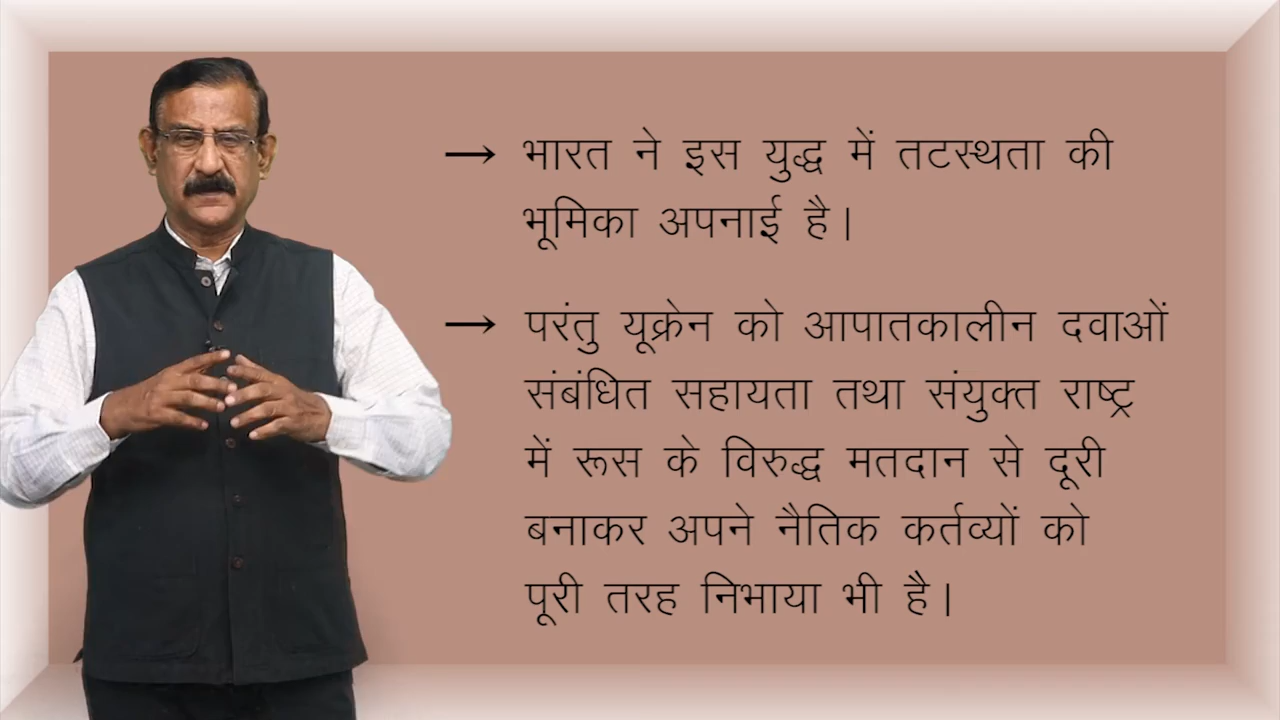 → भारत ने इस युद्ध में तटस्थता की
भूमिका अपनाई है।
→ परंतु यूक्रेन को आपातकालीन दवाओं
संबंधित सहायता तथा संयुक्त राष्ट्र
में रूस के विरुद्ध मतदान से दूरी
बनाकर अपने नैतिक कर्तव्यों को
पूरी तरह निभाया भी है।